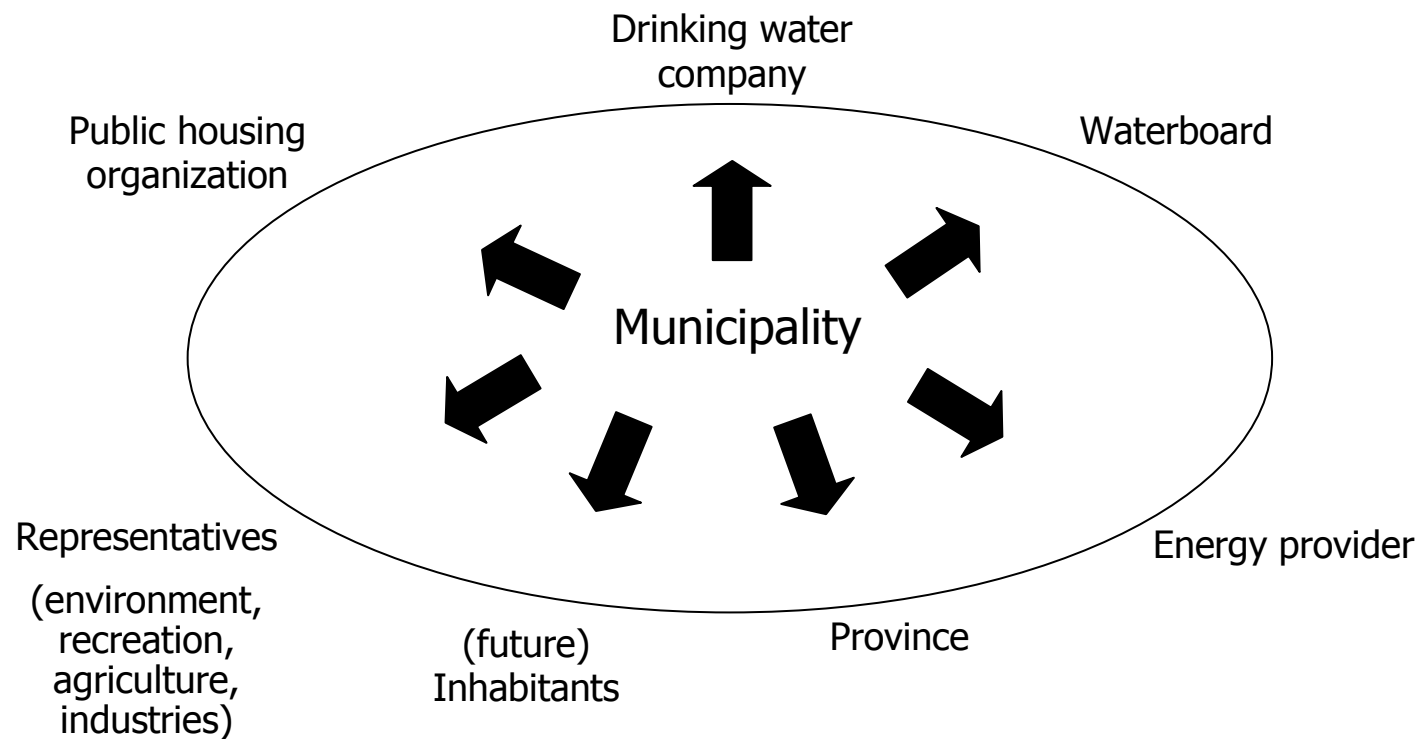 Drinking water
company
Public housing
organization
Waterboard
Municipality
Representatives
(environment,
recreation,
agriculture,
industries)
(future)
Inhabitants
Province
Energy provider